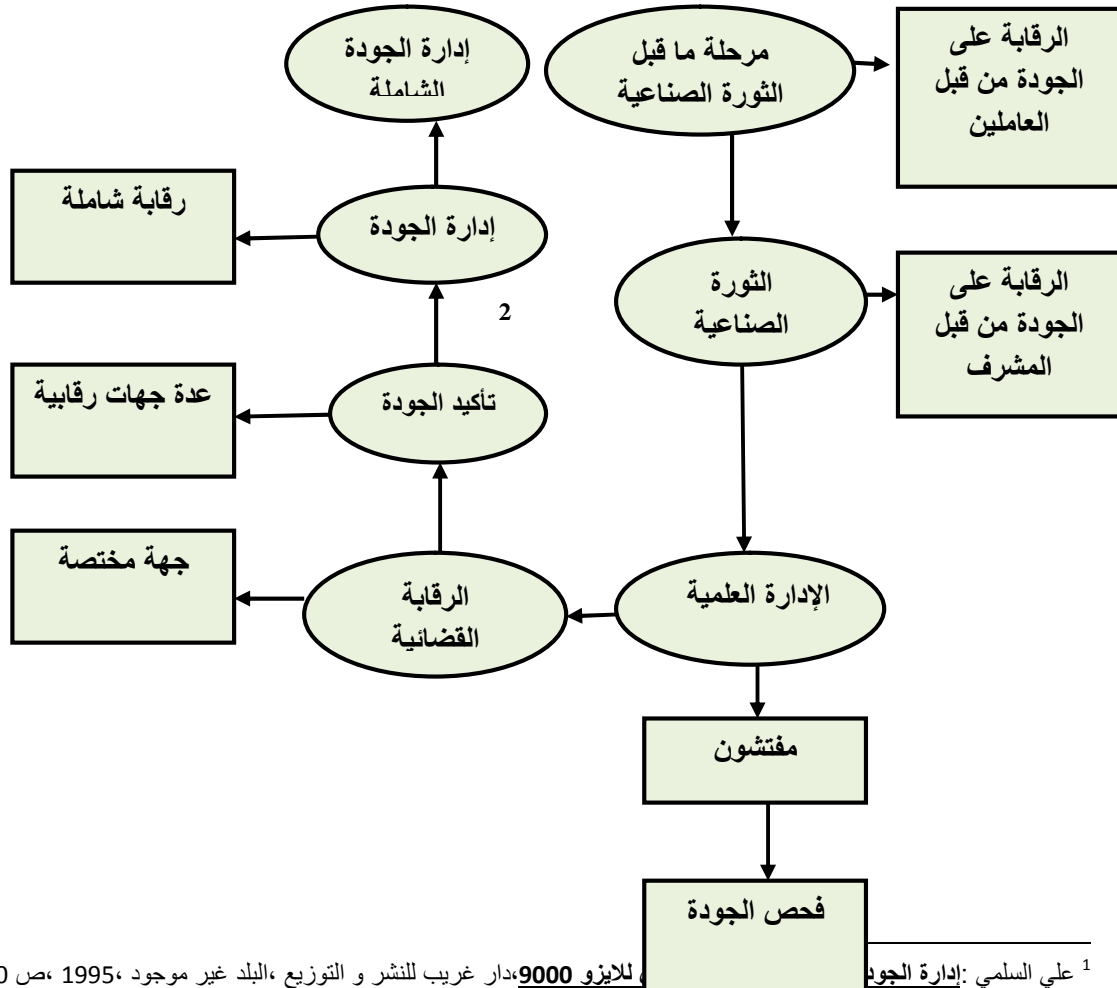 مرحلة ما قبل
الثورة الصناعية
الرقابة على
الجودة من قبل
العاملين
الثورة
الصناعية
الرقابة على
الجودة من قبل
المشرف
الإدارة العلمية
مفتشون
فحص الجودة
الرقابة
القضائية
جهة مختصة
تأكيد الجودة
عدة جهات رقابية
2
إدارة الجودة
رقابة شاملة
إدارة الجودة
الشاملة
1 علي السلمي :إدارة الجود للايزو 9000،دار غريب للنشر و التوزيع ،البلد غير موجود ،1995 ،ص